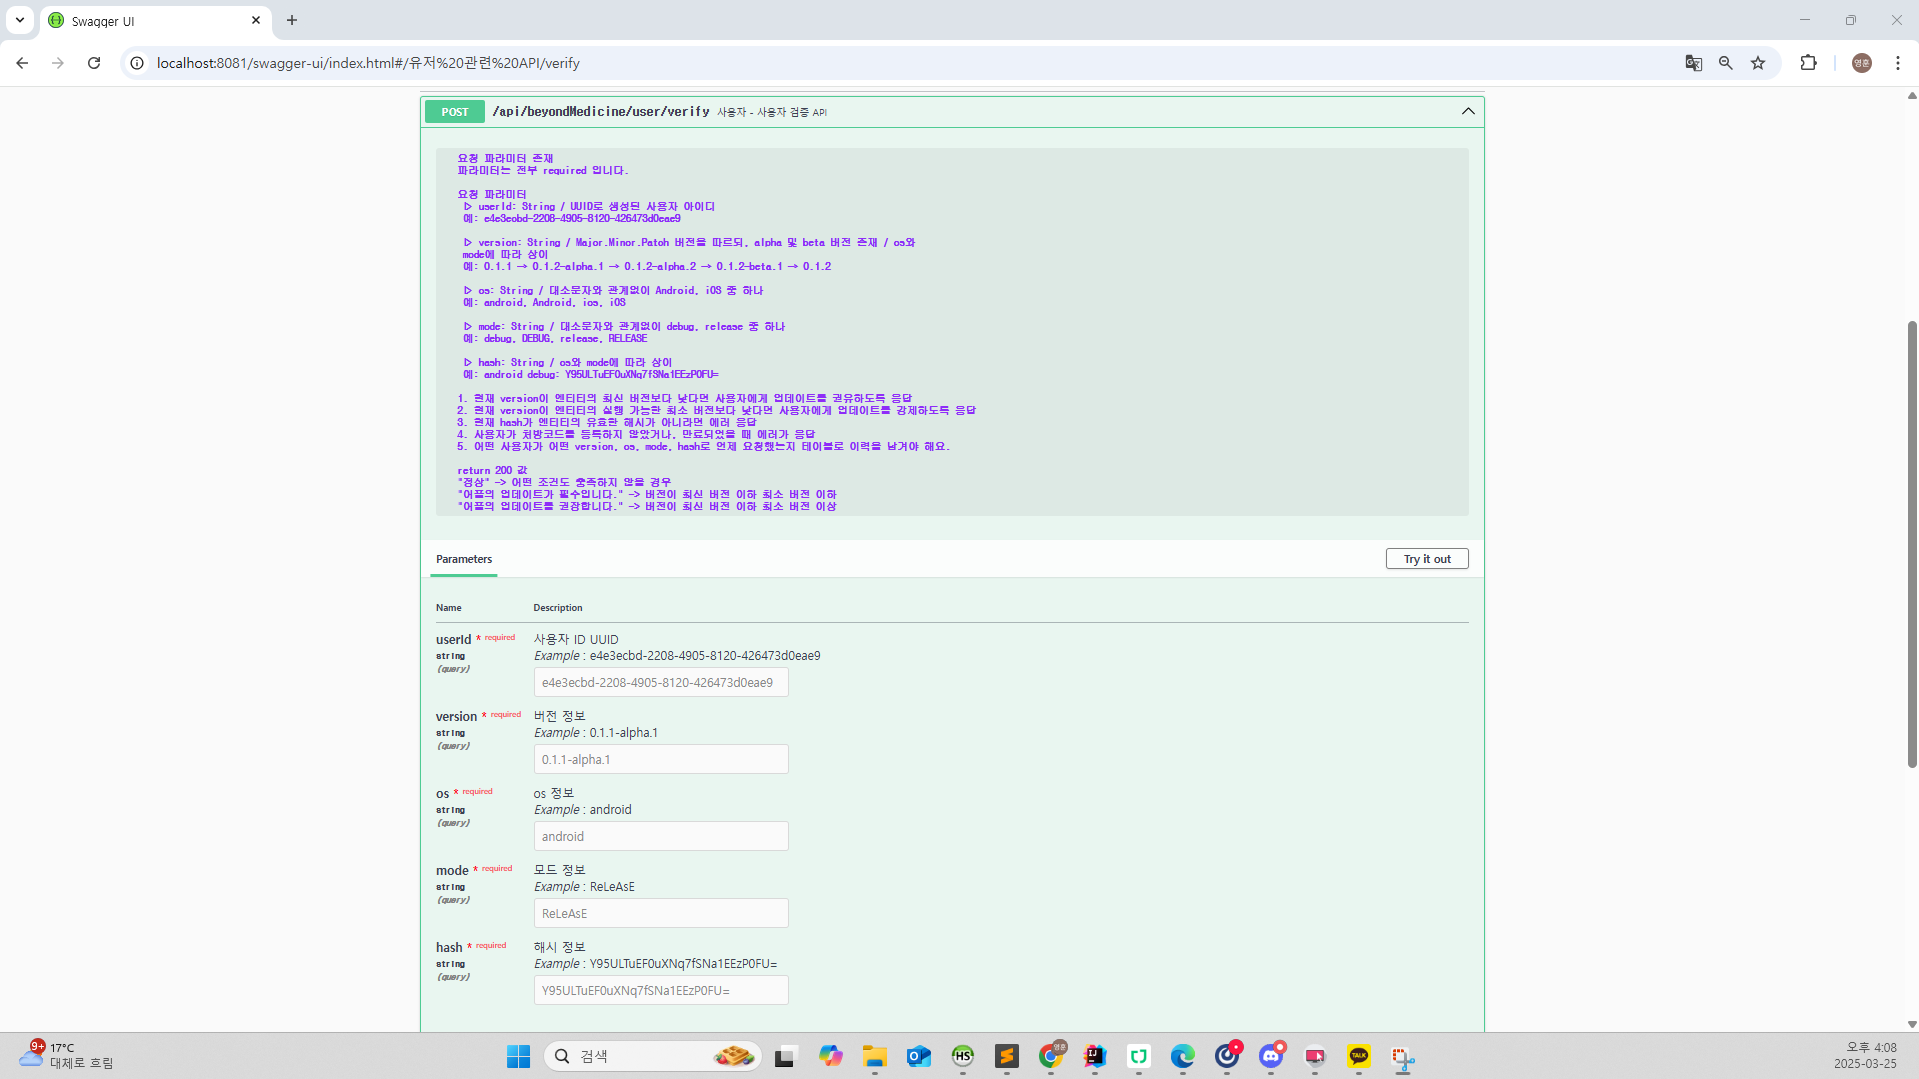 Swagger UI
localhost:8081/swagger-ui/index.html#/유저%20관련%20API/verify
영훈
POST /api/beyondMedicine/user/verify 사용자 - 사용자 검증 API
요청 파라미터 존재
파라미터는 전부 required 입니다.
요청 파라미터
▷ userId: String / UUID로 생성된 사용자 아이디
예: e4e3ecbd-2208-4905-8120-426473d0eae9
▷ version: String / Major.Minor.Patch 버전을 따르되, alpha 및 beta 버전 존재 / os와
mode에 따라 상이
예: 0.1.1 → 0.1.2-alpha.1 → 0.1.2-alpha.2 → 0.1.2-beta.1 → 0.1.2
▷ os: String / 대소문자와 관계없이 Android, iOS 중 하나
예: android, Android, ios, iOS
▷ mode: String / 대소문자와 관계없이 debug, release 중 하나
예: debug, DEBUG, release, RELEASE
▷ hash: String / os와 mode에 따라 상이
예: android debug: Y95ULTuEF0uXNq7fSNa1EEzP0FU=
1. 현재 version이 엔티티의 최신 버전보다 낮다면 사용자에게 업데이트를 권유하도록 응답
2. 현재 version이 엔티티의 실행 가능한 최소 버전보다 낮다면 사용자에게 업데이트를 강제하도록 응답
3. 현재 hash가 엔티티의 유효한 해시가 아니라면 에러 응답
4. 사용자가 처방코드를 등록하지 않았거나, 만료되었을 때 에러가 응답
5. 어떤 사용자가 어떤 version, os, mode, hash로 언제 요청했는지 테이블로 이력을 남겨야 해요.
return 200 값
"정상" -> 어떤 조건도 충족하지 않을 경우
"어플의 업데이트가 필수입니다." -> 버전이 최신 버전 이하 최소 버전 이하
"어플의 업데이트를 권장합니다." -> 버전이 최신 버전 이하 최소 버전 이상
Parameters
Try it out
Name Description
userId * required 사용자 ID UUID
string Example : e4e3ecbd-2208-4905-8120-426473d0eae9
(query)
e4e3ecbd-2208-4905-8120-426473d0eae9
version * required 버전 정보
string Example : 0.1.1-alpha.1
(query)
0.1.1-alpha.1
os * required os 정보
string Example : android
(query)
android
mode * required 모드 정보
string Example : ReLeAsE
(query)
ReLeAsE
hash * required 해시 정보
string Example : Y95ULTuEF0uXNq7fSNa1EEzP0FU=
(query)
Y95ULTuEF0uXNq7fSNa1EEzP0FU=
9+
17°C
대체로 흐림
검색
HS
영훈
IJ
TALK
오후 4:08
2025-03-25